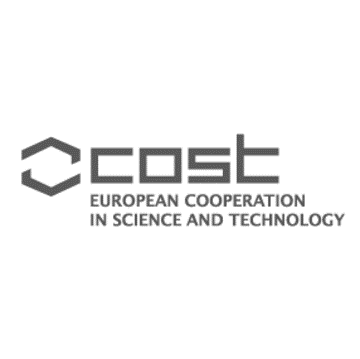 cost
EUROPEAN COOPERATION
IN SCIENCE AND TECHNOLOGY